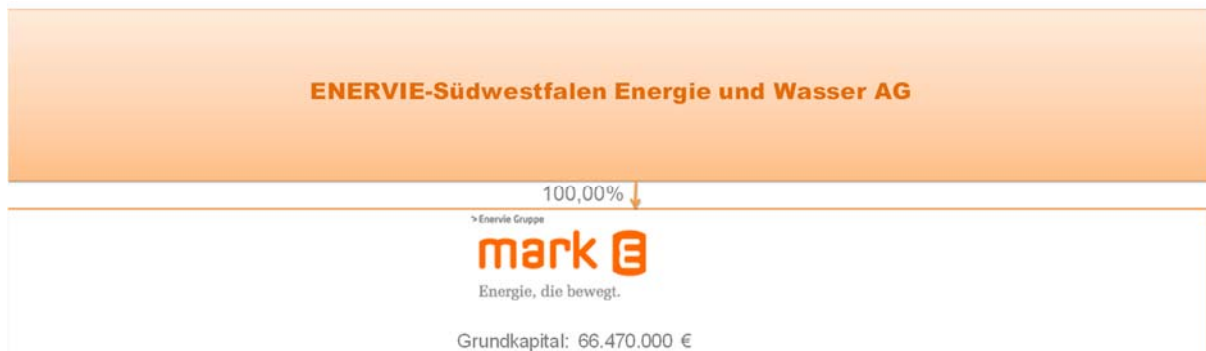 ENERVIE-Südwestfalen Energie und Wasser AG
100,00%
> Enervie Gruppe
mark E
Energie, die bewegt.
Grundkapital: 66.470.000 €